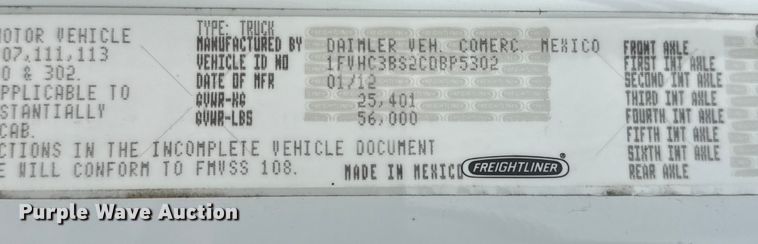 MOTOR VEHICLE
07,111,113
0 & 302.
APPLICABLE TO
STANTIALLY
CAB.
CTIONS IN THE INCOMPLETE VEHICLE DOCUMENT
E WILL CONFORM TO FMVSS 108.
TYPE: TRUCK
MANUFACTURED BY DAIMLER VEH. COMERC. MEXICO
VEHICLE ID NO 1FVHC3BS2CDBP5302
DATE OF MFR 01/12
GVWR-KG 25,401
GVWR-LBS 56,000
MADE IN MEXICO FREIGHTLINER
FRONT AXLE
FIRST INT AXLE
SECOND INT AXLE
THIRD INT AXLE
FOURTH INT AXLE
FIFTH INT AXLE
SIXTH INT AXLE
REAR AXLE
Purple Wave Auction